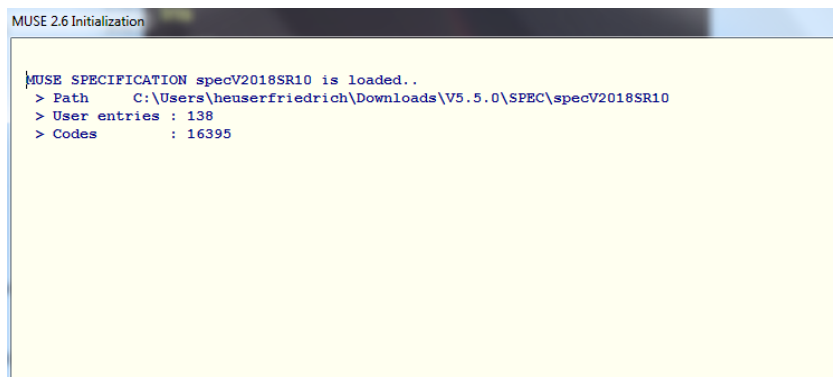 MUSE 2.6 Initialization
MUSE SPECIFICATION specV2018SR10 is loaded..
> Path     C:\Users\heuserfriedrich\Downloads\V5.5.0\SPEC\specV2018SR10
> User entries : 138
> Codes        : 16395